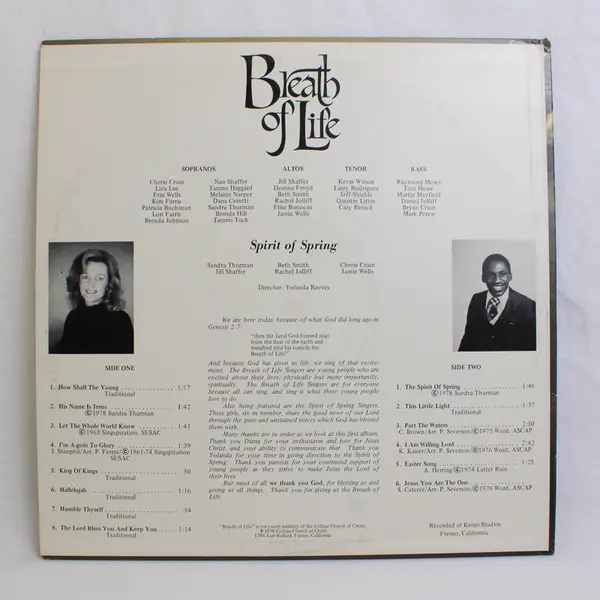 Breath
of Life
SOPRANOS ALTOS TENOR BASS
Cherie Crum Nan Shaffer Jill Shaffer Kevin Wilson Raymond Moser
Lira Lee Tammi Haggard Deanna Froyd Larry Rodriguez Tom Howe
Erin Wells Melanie Narper Beth Smith Jeff Shields Martin Mayfield
Kim Farris Dana Cerutti Rachel Jolliff Quentin Littin Daniel Jolliff
Patricia Buchman Sandra Thurman Elise Bonneau Cazy Resuck Bryan Crum
Lori Farris Brenda Hill Jamie Wells Mark Perew
Brenda Johnson Tammi Tuck
Spirit of Spring
Sandra Thurman Beth Smith Cherie Crum
Jill Shaffer Rachel Jolliff Jamie Wells
Director: Yolanda Reeves
We are here today because of what God did long ago in
Genesis 2:7:
"then the Lord God formed man
from the dust of the earth and
breathed into his nostrils the
Breath of Life!"
And because God has given us life, we sing of that excite-
ment. The Breath of Life Singers are young people who are
excited about their lives, physically but more importantly,
spiritually. The Breath of Life Singers are for everyone
because all can sing, and sing is what these young people
love to do.
Also being featured are the Spirit of Spring Singers.
These girls, six in number, share the good news of our Lord
through the pure and unstained voices which God has blessed
them with.
Many thanks are in order as we look at this first album.
Thank you Dana for your enthusiasm and love for Jesus
Christ, and your ability to communicate that. Thank you
Yolanda for your time in giving direction to the Spirit of
Spring. Thank you parents for your continued support of
young people as they strive to make Jesus the Lord of
their lives
But most of all we thank you God, for blessing us and
giving us all things. Thank you for giving us the Breath of
Life.
"Breath of Life" is the youth ministry of the College Church of Christ.
©1978 College Church of Christ,
1284 East Bullard, Fresno, California
SIDE ONE
1. How Shall The Young 1:17
Traditional
2. His Name Is Jesus 1:42
©1978 Sandra Thurman
3. Let The Whole World Know 1:41
©1963 Singspiration, SESAC
4. I'm A-goin To Glory 1:39
I. Stanphil/Arr. P. Ferrin/©1961-74 Singspiration
SESAC
5. King Of Kings :50
Traditional
6. Hallelujah 1:16
Traditional
7. Humble Thyself :54
Traditional
8. The Lord Bless You And Keep You 1:14
Traditional
SIDE TWO
1. The Spirit Of Spring 1:46
©1978 Sandra Thurman
2. This Little Light 1:37
Traditional
3. Part The Waters 2:30
C. Brown/Arr. P. Severson/©1975 Word, ASCAP
4. I Am Willing Lord 2:42
K. Kaner/Arr. P. Severson/©1976 Word, ASCAP
5. Easter Song 1:25
A. Herring/©1974 Latter Rain
6. Jesus You Are The One
S. Cateres/Arr. P. Severson/©1976 Word, ASCAP
Recorded at Kenjo Studios
Fresno, California